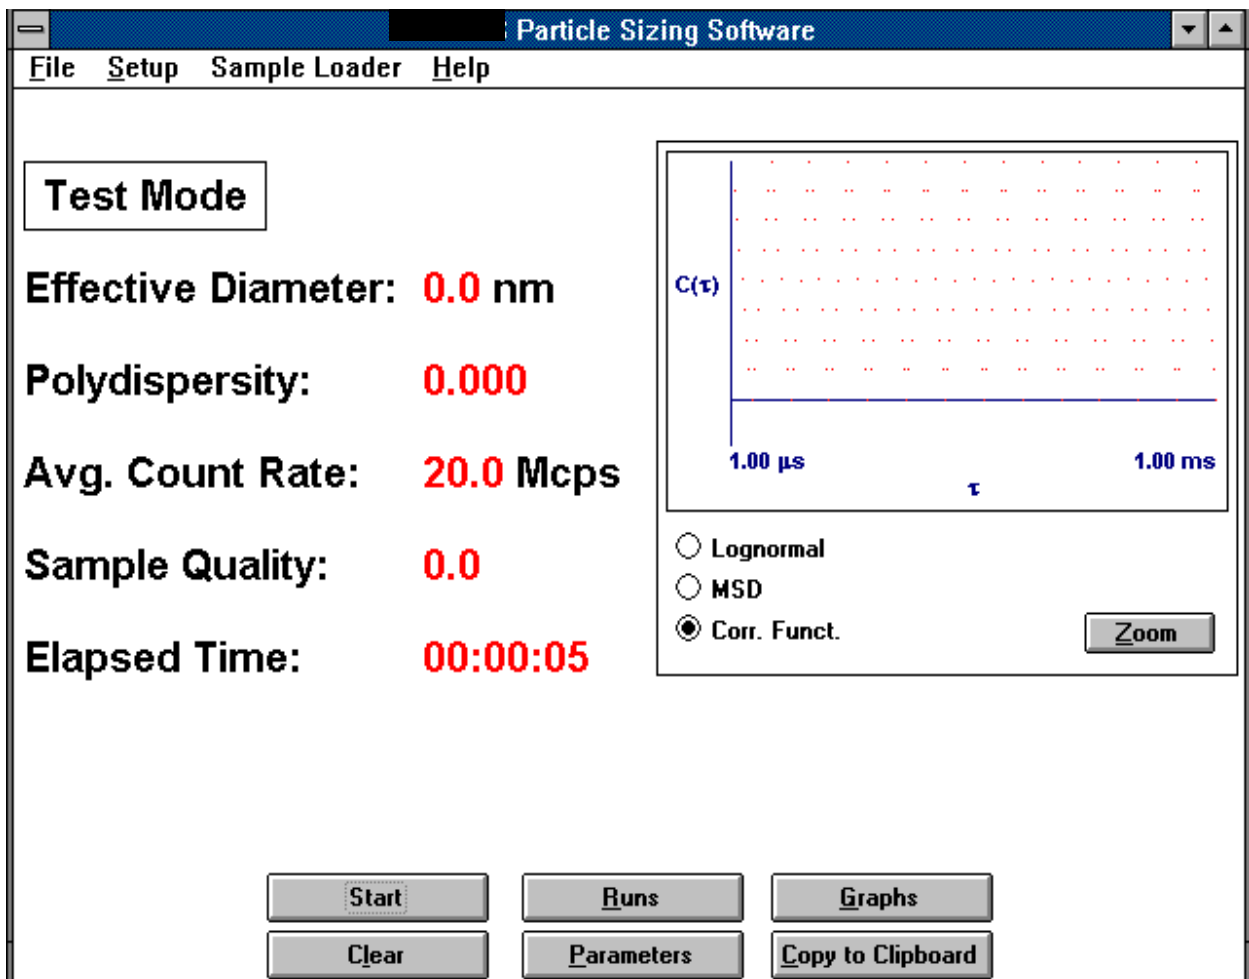 Particle Sizing Software
File Setup Sample Loader Help
Test Mode
Effective Diameter: 0.0 nm
Polydispersity: 0.000
Avg. Count Rate: 20.0 Mcps
Sample Quality: 0.0
Elapsed Time: 00:00:05
C(τ)
1.00 µs 1.00 ms
τ
Lognormal
MSD
Corr. Funct.
Zoom
Start Runs Graphs
Clear Parameters Copy to Clipboard